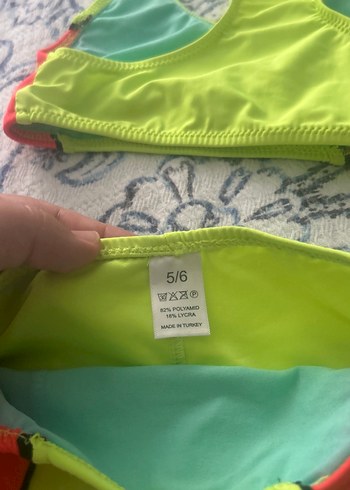 5/6
82% POLYAMID
18% LYCRA
MADE IN TURKEY